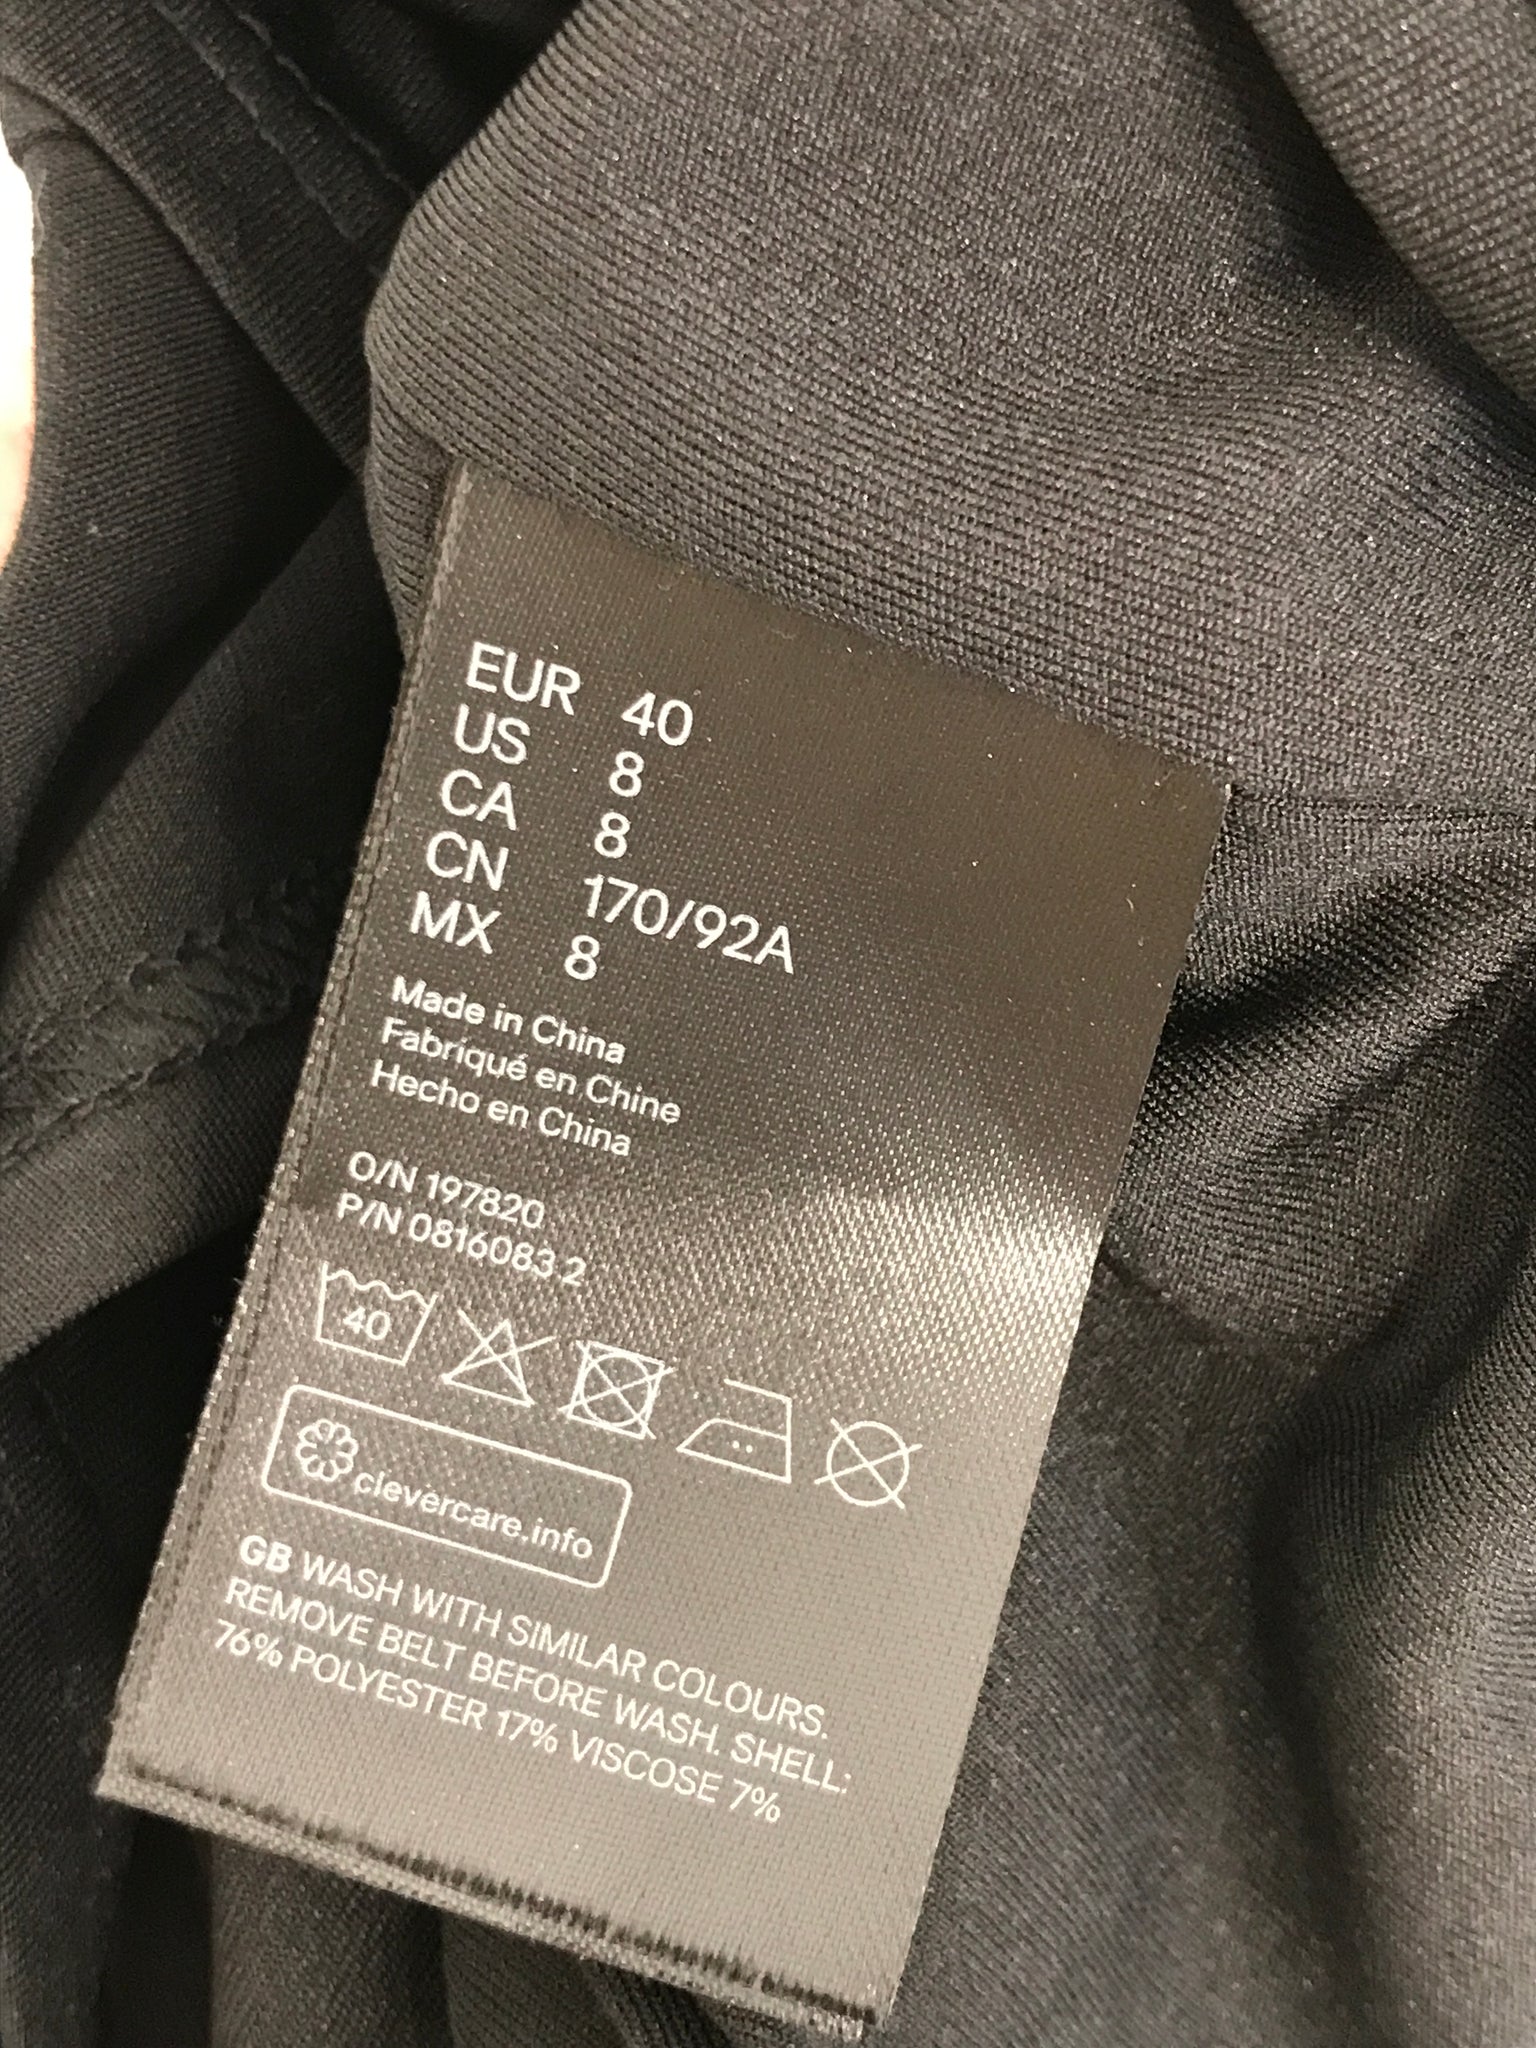 EUR 40
US 8
CA 8
CN 170/92A
MX 8
Made in China
Fabriqué en Chine
Hecho en China
O/N 197820
P/N 0816083.2
40
clevercare.info
GB WASH WITH SIMILAR COLOURS.
REMOVE BELT BEFORE WASH. SHELL:
76% POLYESTER 17% VISCOSE 7%